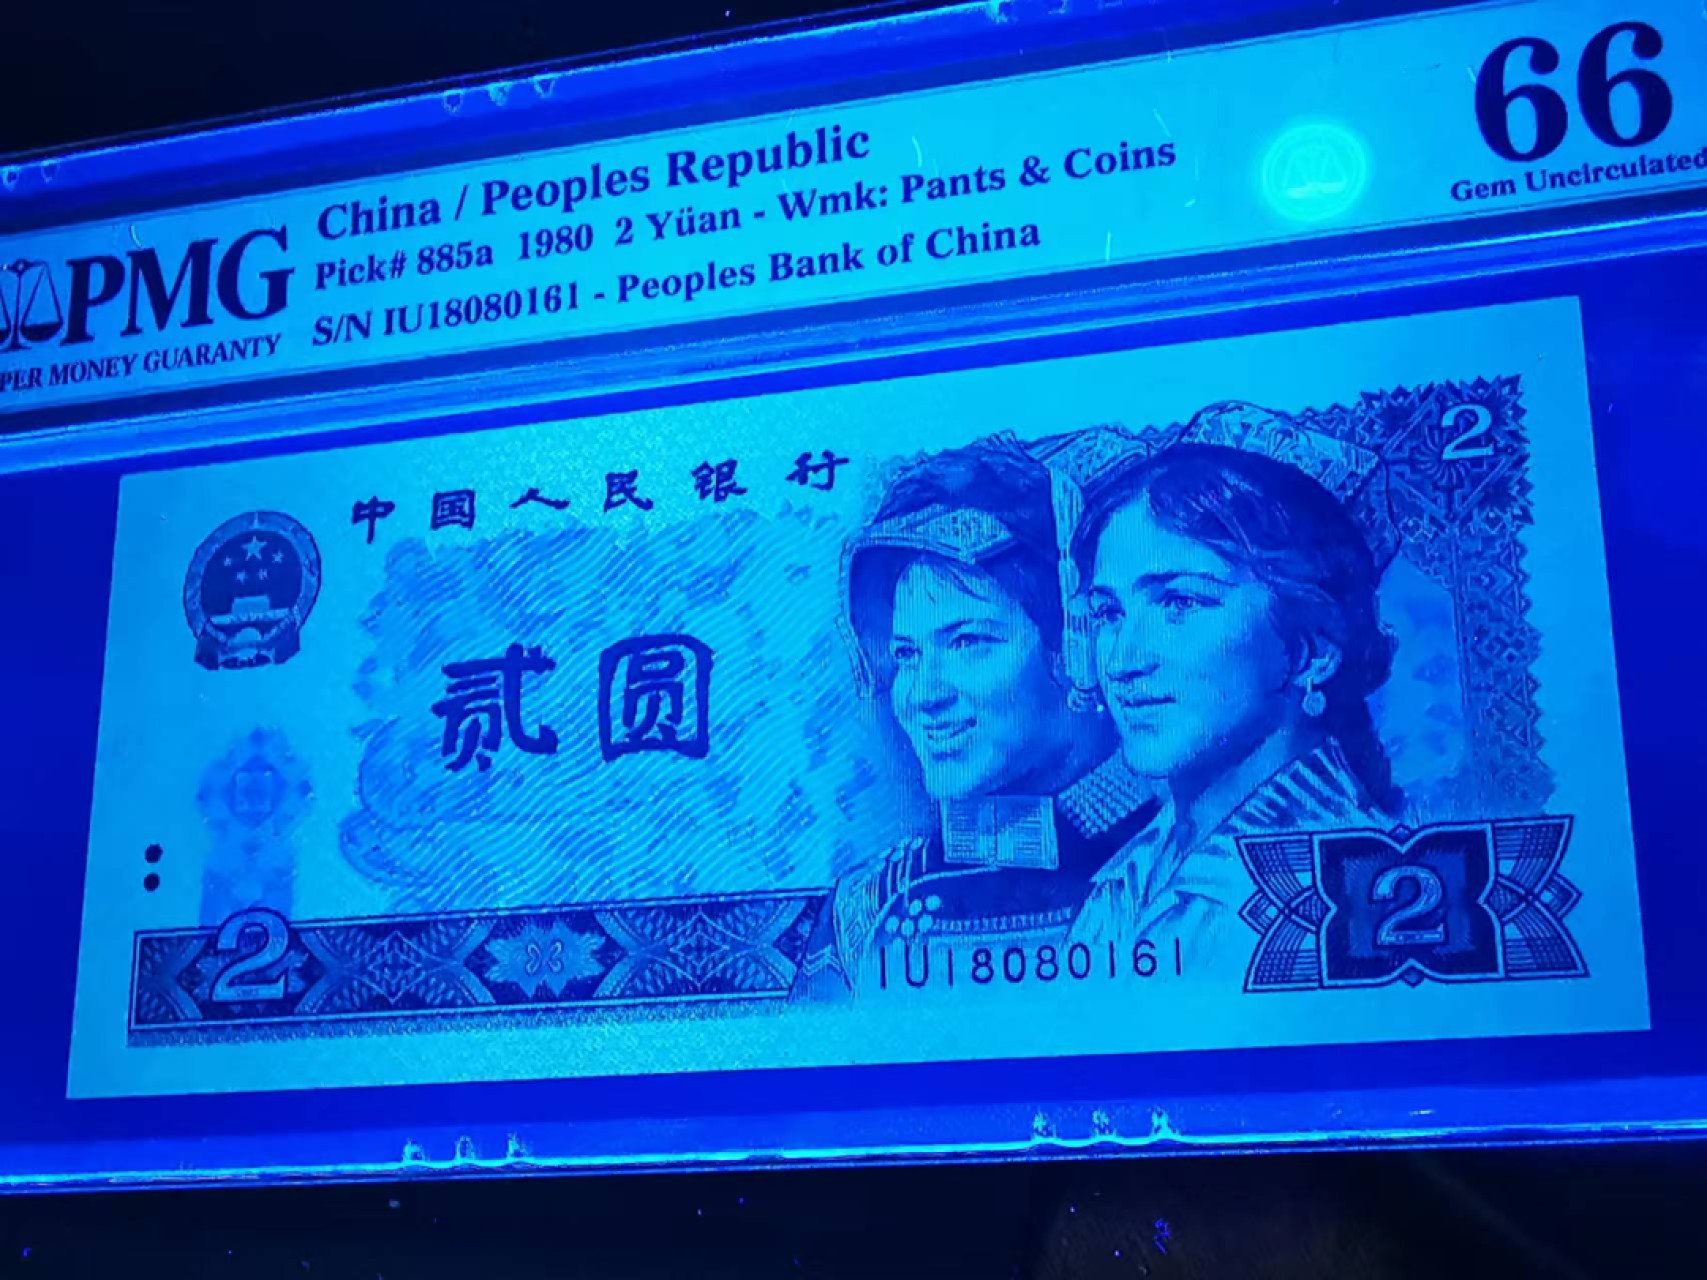 China / Peoples Republic
Pick# 885a 1980 2 Yüan - Wmk: Pants & Coins
S/N IU18080161 - Peoples Bank of China
PMG
PER MONEY GUARANTY
66
Gem Uncirculated
中国人民银行
2
贰圆
2
IU18080161
2